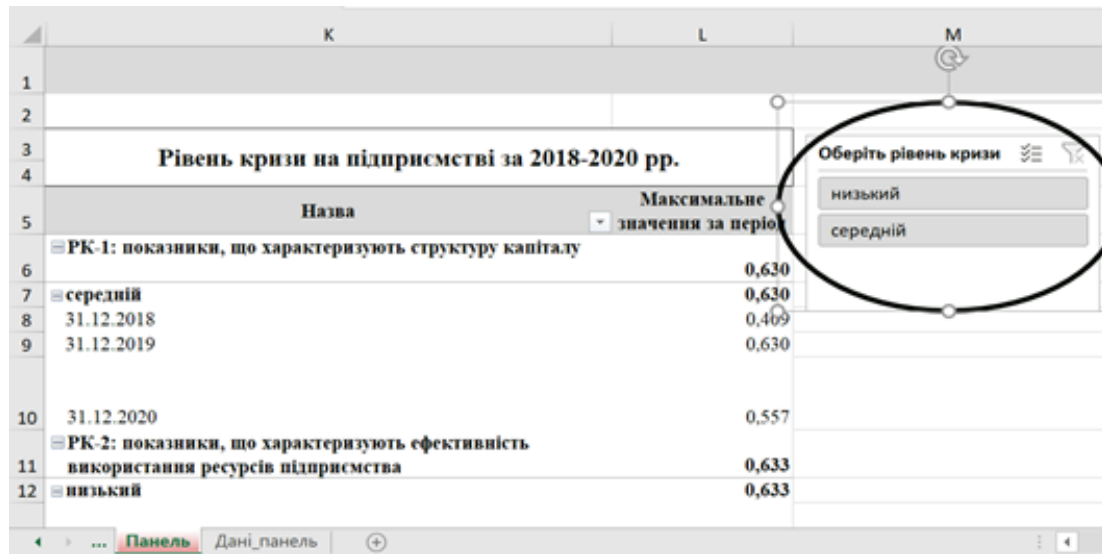 K L M
1
2
3 Рівень кризи на підприємстві за 2018-2020 рр.
4
Оберіть рівень кризи
низький
середній
5 Назва Максимальне значення за період
РК-1: показники, що характеризують структуру капіталу
6 0,630
7 середній 0,630
8 31.12.2018 0,409
9 31.12.2019 0,630
10 31.12.2020 0,557
РК-2: показники, що характеризують ефективність
11 використання ресурсів підприємства 0,633
12 низький 0,633
... Панель Дані_панель